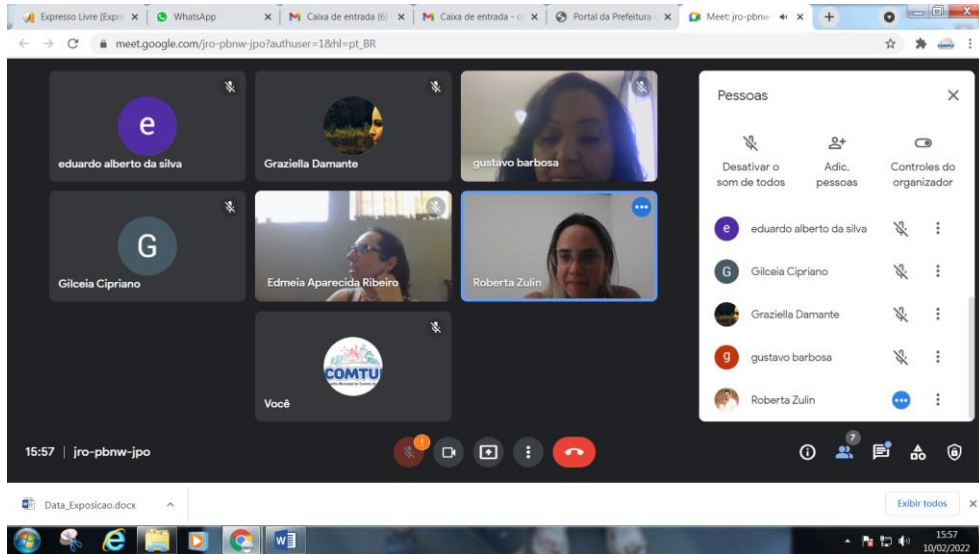 Expresso Livre [Expre
WhatsApp
Caixa de entrada (6)
Caixa de entrada - co
Portal da Prefeitura
Meet: jro-pbnw
meet.google.com/jro-pbnw-jpo?authuser=1&hl=pt_BR
e
eduardo alberto da silva
Graziella Damante
gustavo barbosa
G
Gilceia Cipriano
Edmeia Aparecida Ribeiro
Roberta Zulin
COMTU
Você
Pessoas
Desativar o
som de todos
Adic.
pessoas
Controles do
organizador
e eduardo alberto da silva
G Gilceia Cipriano
Graziella Damante
g gustavo barbosa
Roberta Zulin
15:57 | jro-pbnw-jpo
7
Data_Exposicao.docx
Exibir todos
15:57
10/02/2022